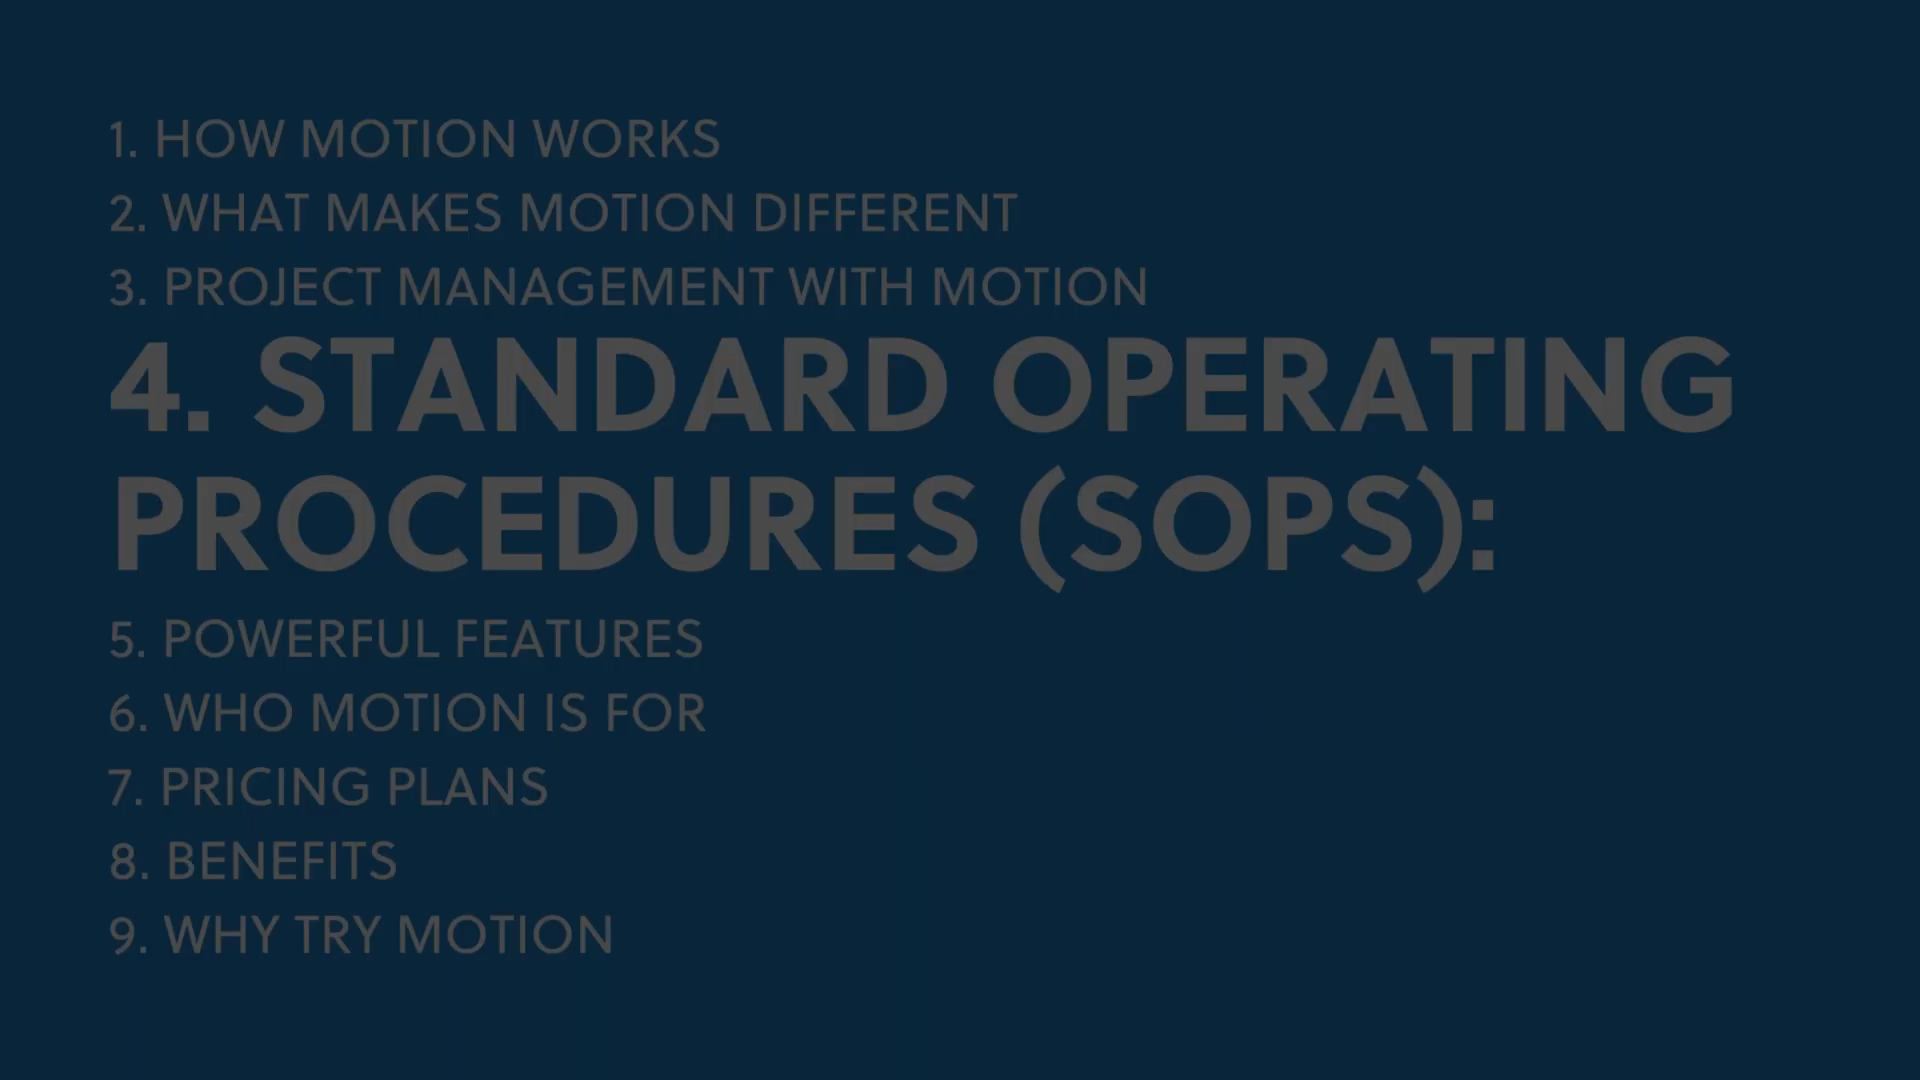 1. HOW MOTION WORKS
2. WHAT MAKES MOTION DIFFERENT
3. PROJECT MANAGEMENT WITH MOTION
4. STANDARD OPERATING
PROCEDURES (SOPS):
5. POWERFUL FEATURES
6. WHO MOTION IS FOR
7. PRICING PLANS
8. BENEFITS
9. WHY TRY MOTION